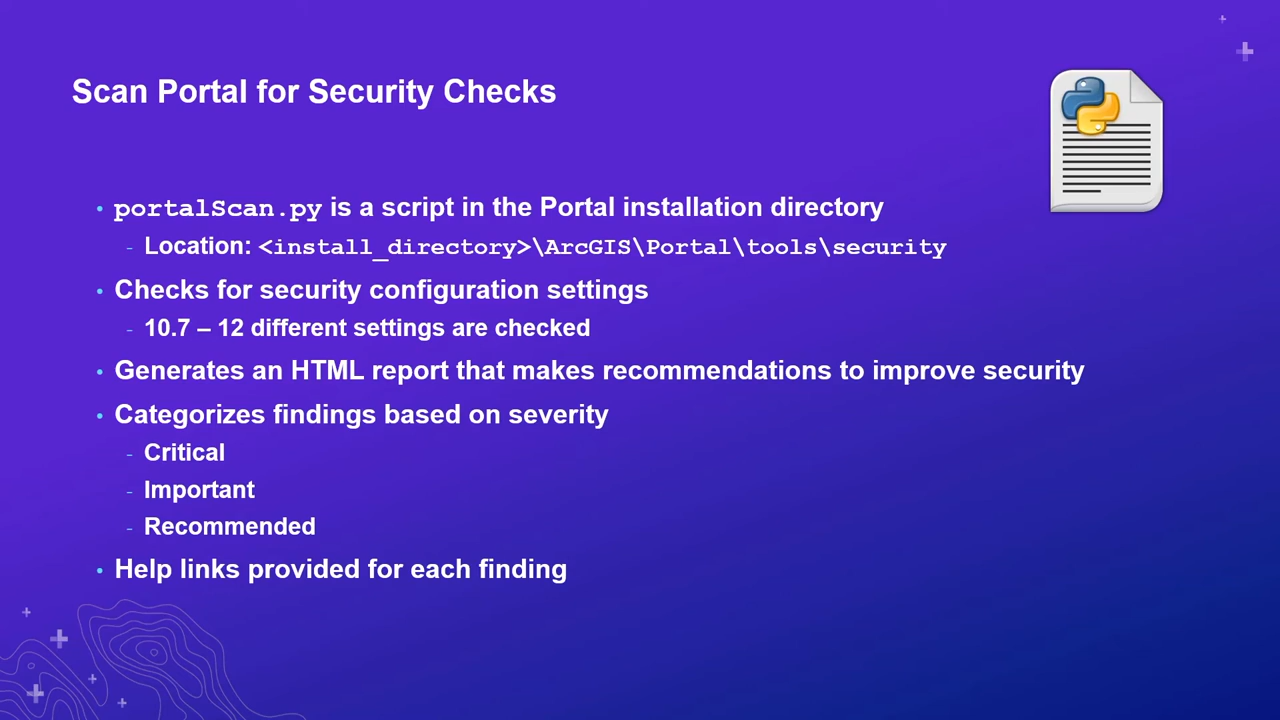 Scan Portal for Security Checks
• portalScan.py is a script in the Portal installation directory
- Location: <install_directory>\ArcGIS\Portal\tools\security
• Checks for security configuration settings
- 10.7 – 12 different settings are checked
• Generates an HTML report that makes recommendations to improve security
• Categorizes findings based on severity
- Critical
- Important
- Recommended
• Help links provided for each finding